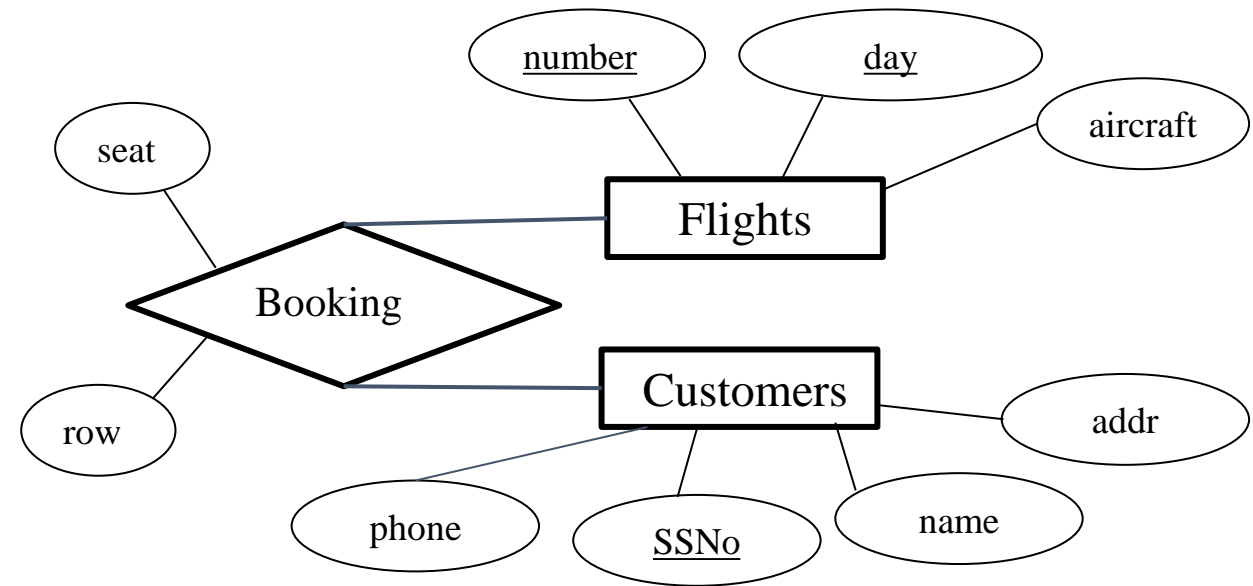 number
day
aircraft
seat
Flights
Booking
Customers
row
addr
phone
SSNo
name